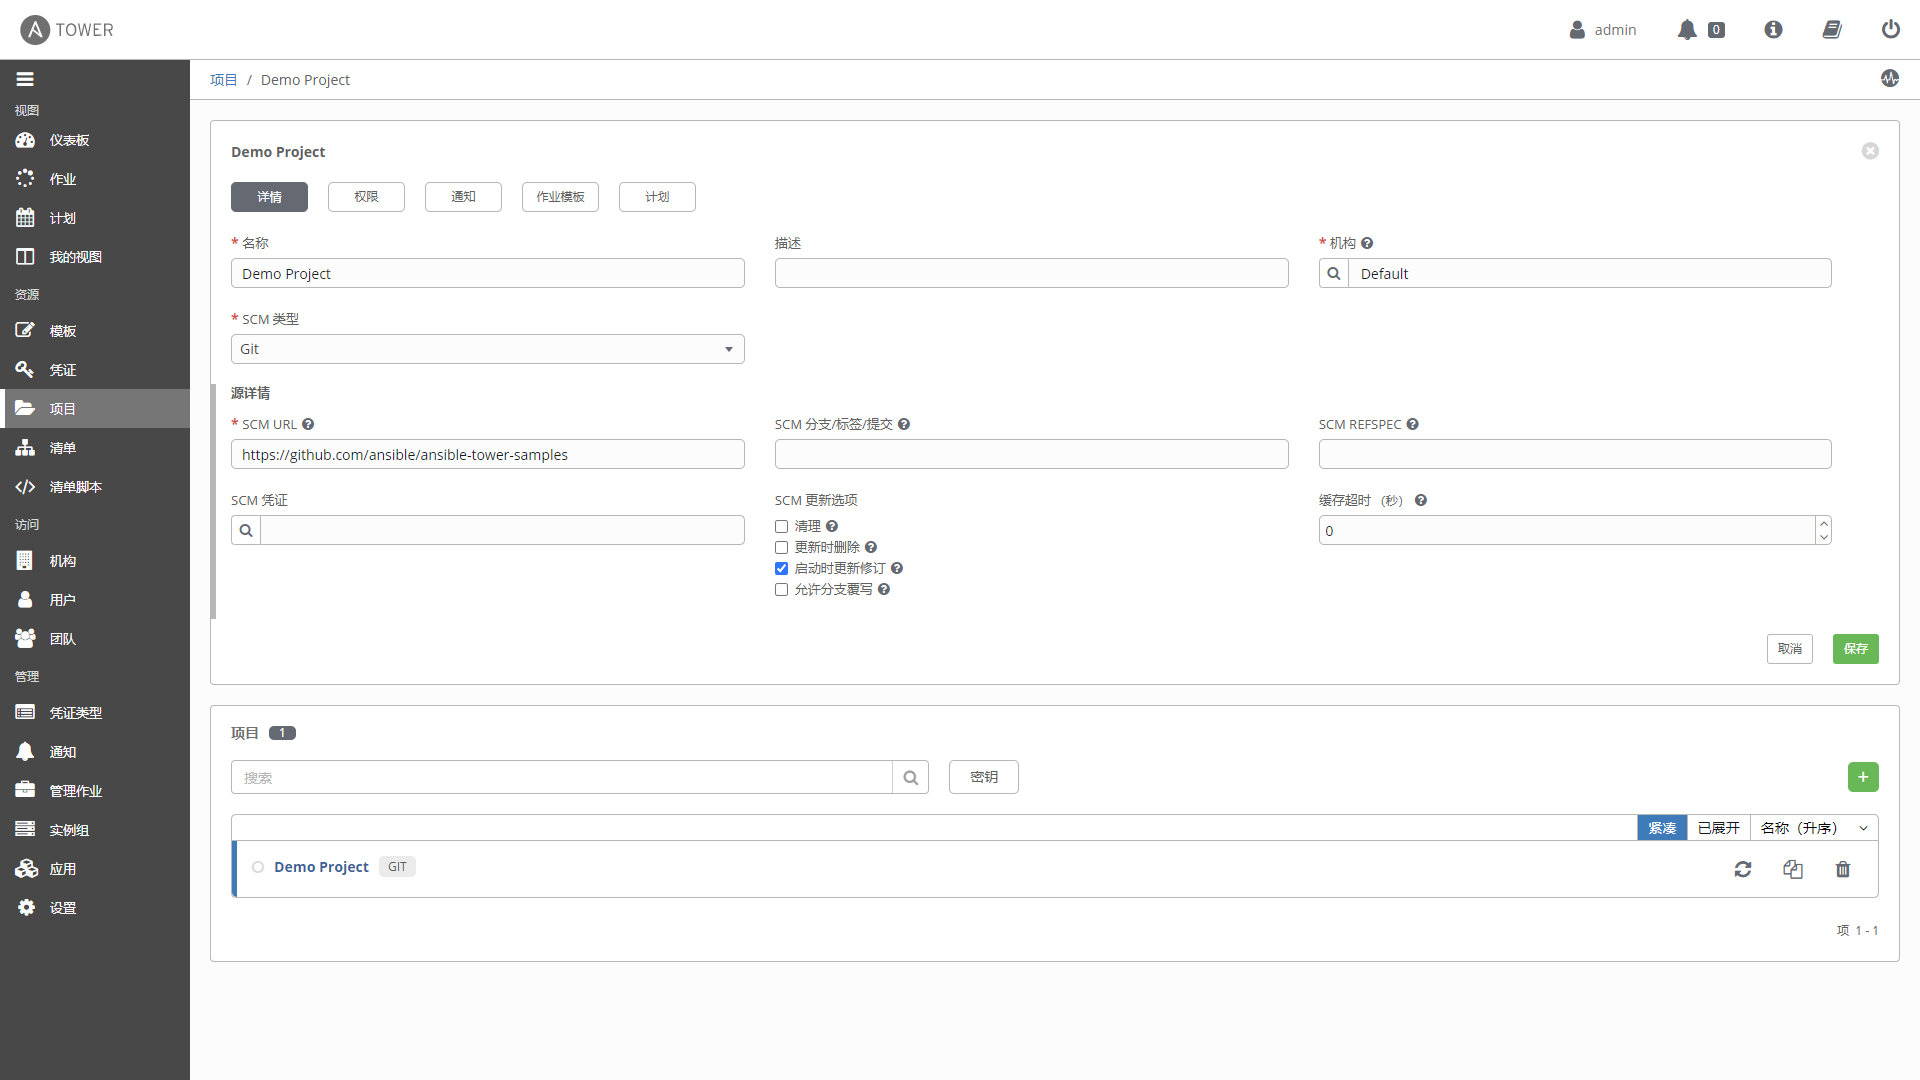 TOWER
admin
0
项目 / Demo Project
视图
仪表板
作业
计划
我的视图
资源
模板
凭证
项目
清单
清单脚本
访问
机构
用户
团队
管理
凭证类型
通知
管理作业
实例组
应用
设置
Demo Project
详情 权限 通知 作业模板 计划
* 名称 描述 * 机构
Demo Project Default
* SCM 类型
Git
源详情
* SCM URL SCM 分支/标签/提交 SCM REFSPEC
https://github.com/ansible/ansible-tower-samples
SCM 凭证 SCM 更新选项 缓存超时 (秒)
清理 0
更新时删除
启动时更新修订
允许分支覆写
取消 保存
项目 1
搜索 密钥 +
紧凑 已展开 名称(升序)
Demo Project GIT
项 1 - 1